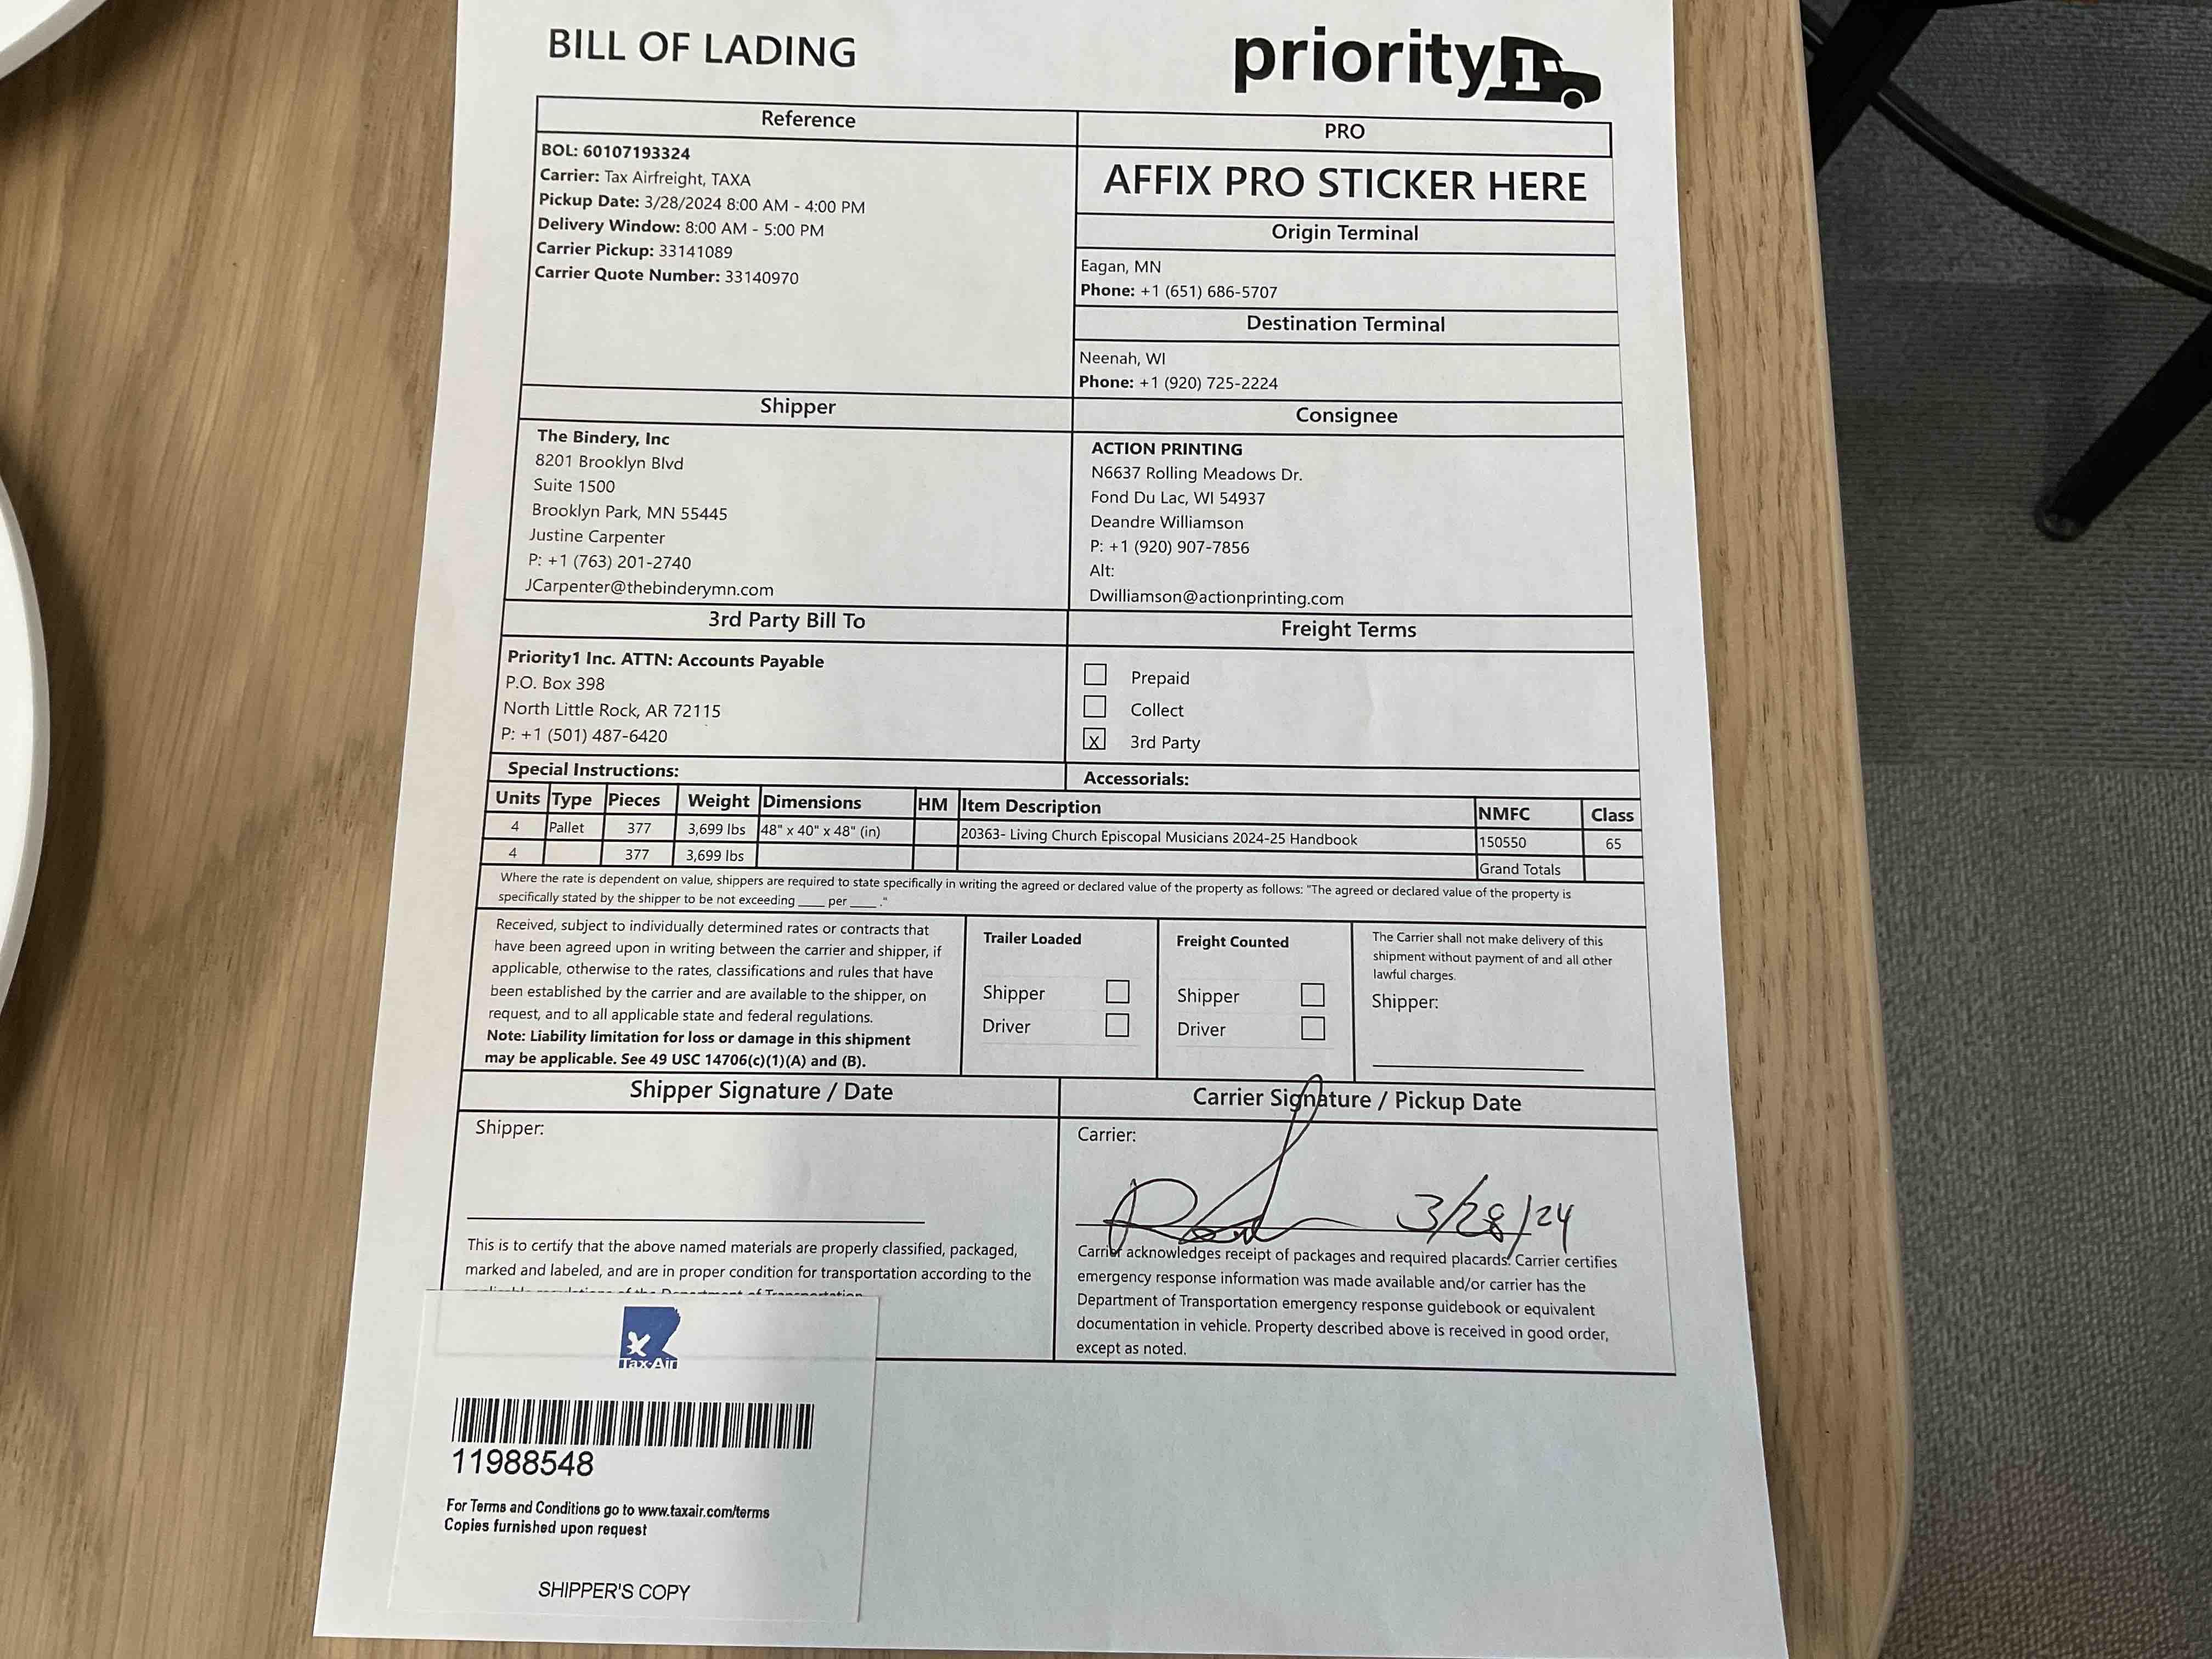 BILL OF LADING
priority1
Reference
BOL: 60107193324
Carrier: Tax Airfreight, TAXA
Pickup Date: 3/28/2024 8:00 AM - 4:00 PM
Delivery Window: 8:00 AM - 5:00 PM
Carrier Pickup: 33141089
Carrier Quote Number: 33140970
PRO
AFFIX PRO STICKER HERE
Origin Terminal
Eagan, MN
Phone: +1 (651) 686-5707
Destination Terminal
Neenah, WI
Phone: +1 (920) 725-2224
Shipper
The Bindery, Inc
8201 Brooklyn Blvd
Suite 1500
Brooklyn Park, MN 55445
Justine Carpenter
P: +1 (763) 201-2740
JCarpenter@thebinderymn.com
Consignee
ACTION PRINTING
N6637 Rolling Meadows Dr.
Fond Du Lac, WI 54937
Deandre Williamson
P: +1 (920) 907-7856
Alt:
Dwilliamson@actionprinting.com
3rd Party Bill To
Priority1 Inc. ATTN: Accounts Payable
P.O. Box 398
North Little Rock, AR 72115
P: +1 (501) 487-6420
Freight Terms
Prepaid
Collect
X 3rd Party
Special Instructions:
Accessorials:
Units Type Pieces Weight Dimensions HM Item Description NMFC Class
4 Pallet 377 3,699 lbs 48" x 40" x 48" (in) 20363- Living Church Episcopal Musicians 2024-25 Handbook 150550 65
4 377 3,699 lbs Grand Totals
Where the rate is dependent on value, shippers are required to state specifically in writing the agreed or declared value of the property as follows: "The agreed or declared value of the property is
specifically stated by the shipper to be not exceeding ____ per ____ ."
Received, subject to individually determined rates or contracts that
have been agreed upon in writing between the carrier and shipper, if
applicable, otherwise to the rates, classifications and rules that have
been established by the carrier and are available to the shipper, on
request, and to all applicable state and federal regulations.
Note: Liability limitation for loss or damage in this shipment
may be applicable. See 49 USC 14706(c)(1)(A) and (B).
Trailer Loaded
Shipper
Driver
Freight Counted
Shipper
Driver
The Carrier shall not make delivery of this
shipment without payment of and all other
lawful charges.
Shipper:
Shipper Signature / Date
Shipper:
This is to certify that the above named materials are properly classified, packaged,
marked and labeled, and are in proper condition for transportation according to the
applicable regulations of the Department of Transportation
Carrier Signature / Pickup Date
Carrier:
3/28/24
Carrier acknowledges receipt of packages and required placards. Carrier certifies
emergency response information was made available and/or carrier has the
Department of Transportation emergency response guidebook or equivalent
documentation in vehicle. Property described above is received in good order,
except as noted.
Tax-Air
11988548
For Terms and Conditions go to www.taxair.com/terms
Copies furnished upon request
SHIPPER'S COPY